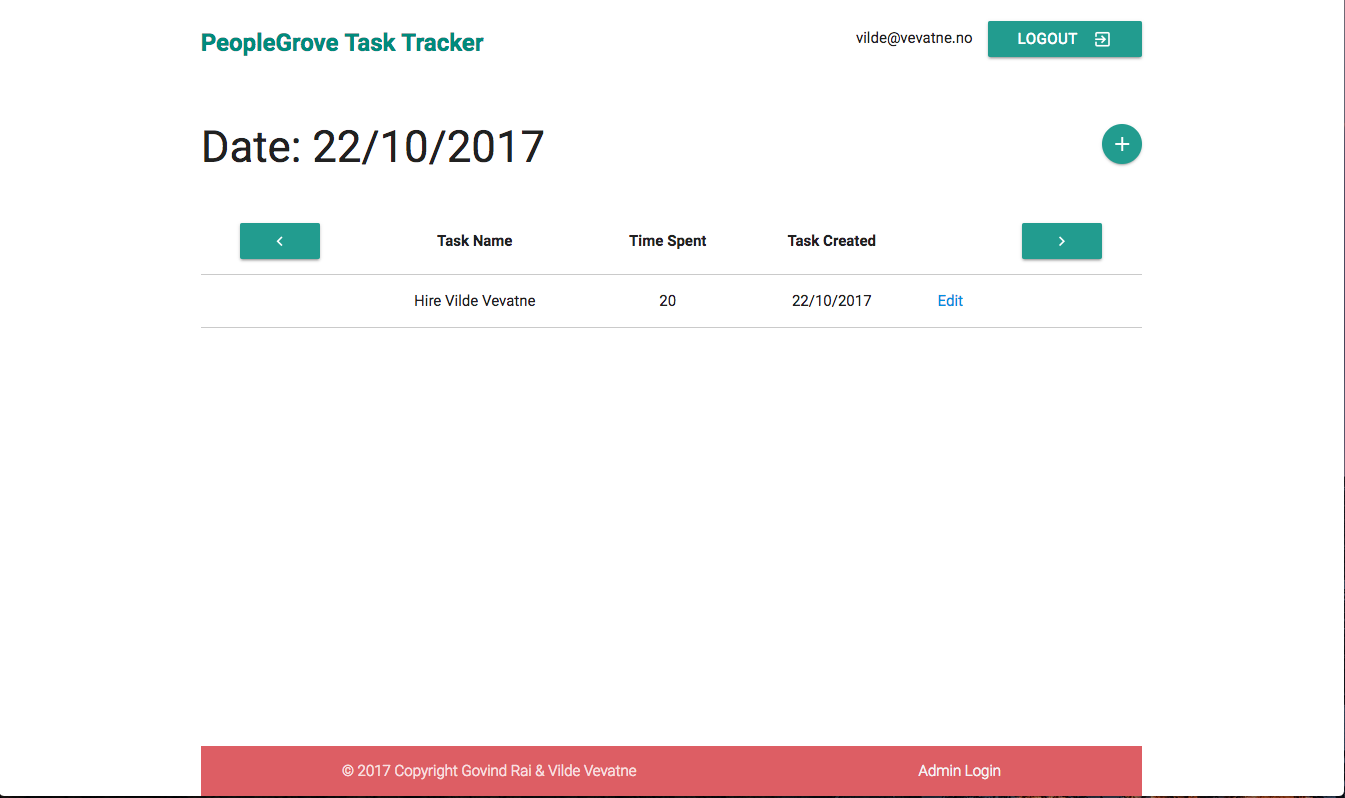 PeopleGrove Task Tracker
vilde@vevatne.no LOGOUT
Date: 22/10/2017
Task Name Time Spent Task Created
Hire Vilde Vevatne 20 22/10/2017 Edit
© 2017 Copyright Govind Rai & Vilde Vevatne Admin Login